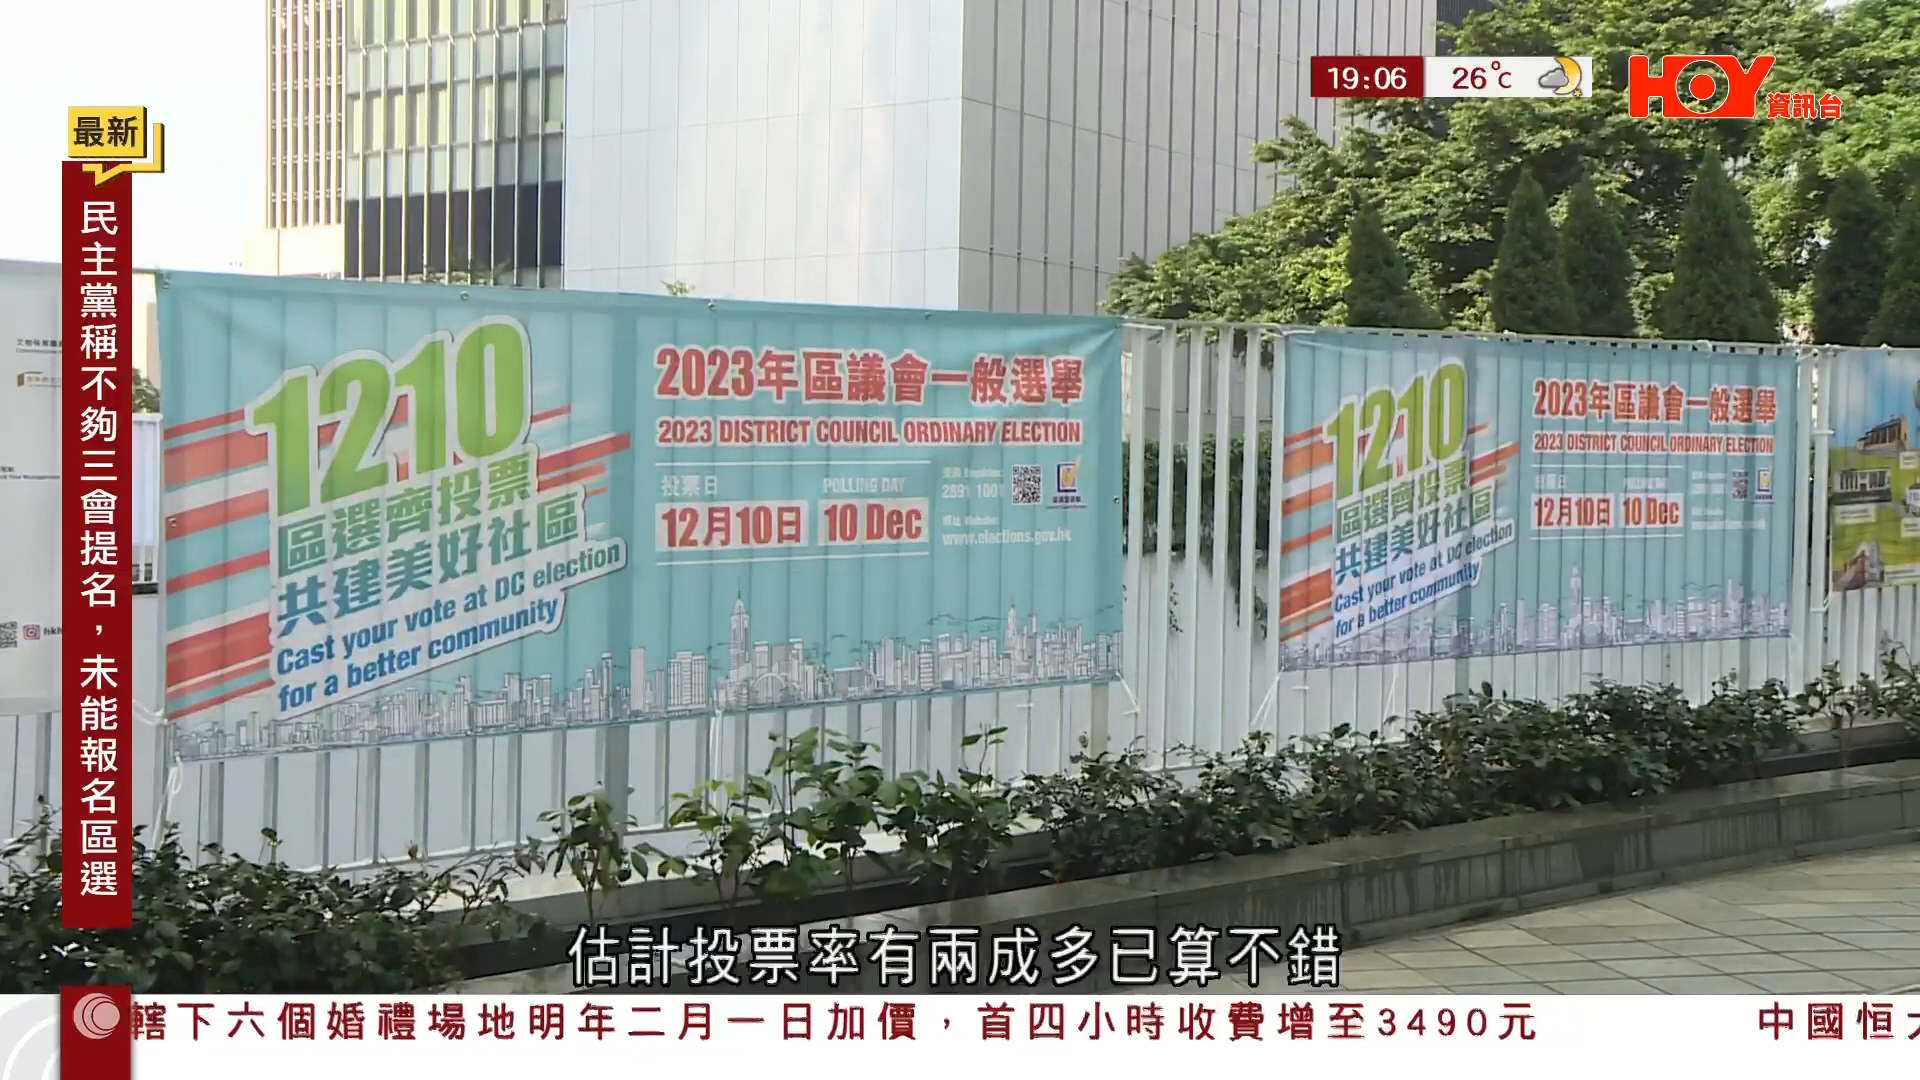 19:06
26°c
HOY
資訊台
最新
民主黨稱不夠三會提名，未能報名區選
1210
區選齊投票
共建美好社區
Cast your vote at DC election
for a better community
2023年區議會一般選舉
2023 DISTRICT COUNCIL ORDINARY ELECTION
投票日
POLLING DAY
12月10日
10 Dec
www.elections.gov.hk
1210
區選齊投票
共建美好社區
Cast your vote at DC election
for a better community
2023年區議會一般選舉
2023 DISTRICT COUNCIL ORDINARY ELECTION
投票日
POLLING DAY
12月10日
10 Dec
估計投票率有兩成多已算不錯
轄下六個婚禮場地明年二月一日加價，首四小時收費增至3490元
中國恒